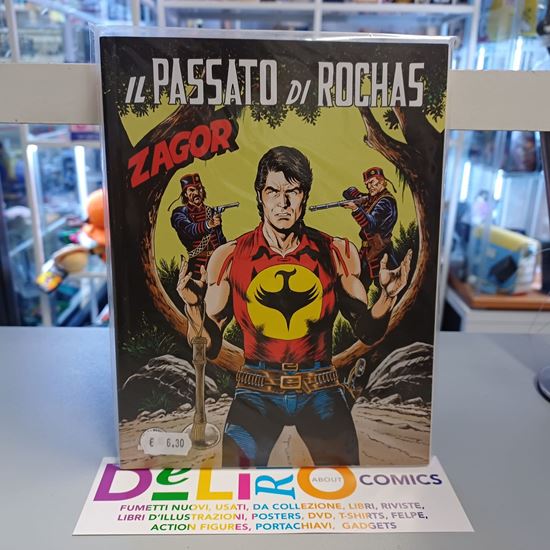 IL PASSATO DI ROCHAS
ZAGOR
€ 6,30
DeLiRO ABOUT COMICS
FUMETTI NUOVI, USATI, DA COLLEZIONE, LIBRI, RIVISTE,
LIBRI D'ILLUSTRAZIONI, POSTERS, DVD, T-SHIRTS, FELPE,
ACTION FIGURES, PORTACHIAVI, GADGETS